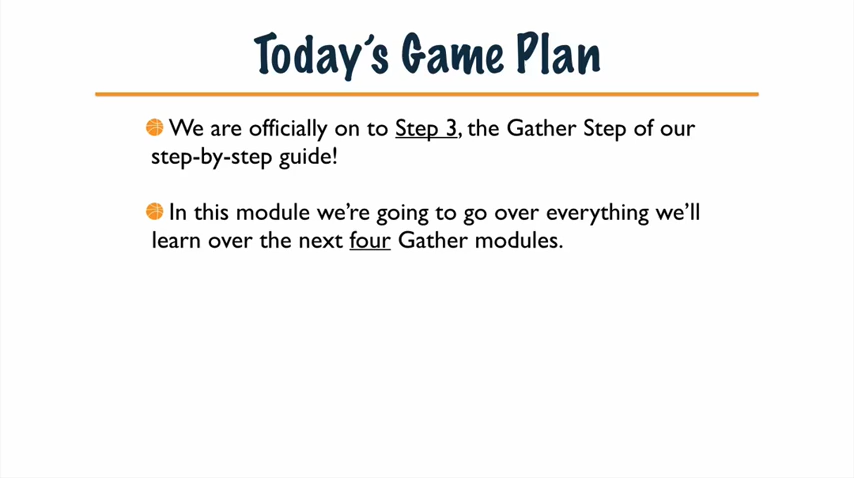 Today's Game Plan
We are officially on to Step 3, the Gather Step of our
step-by-step guide!
In this module we're going to go over everything we'll
learn over the next four Gather modules.